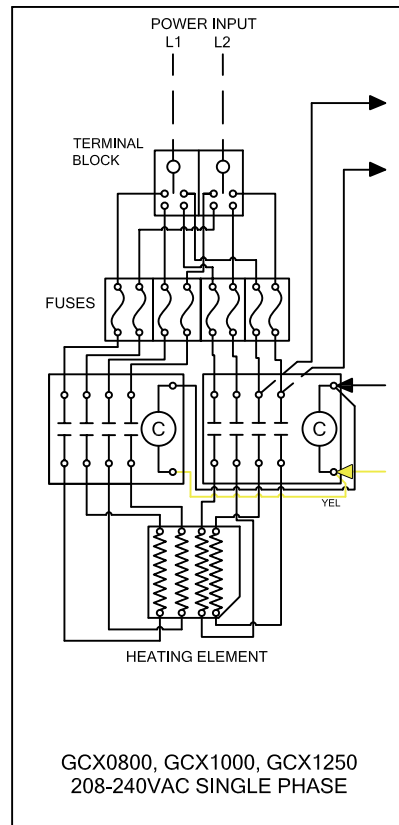 POWER INPUT
L1 L2
TERMINAL
BLOCK
FUSES
C C
YEL
HEATING ELEMENT
GCX0800, GCX1000, GCX1250
208-240VAC SINGLE PHASE